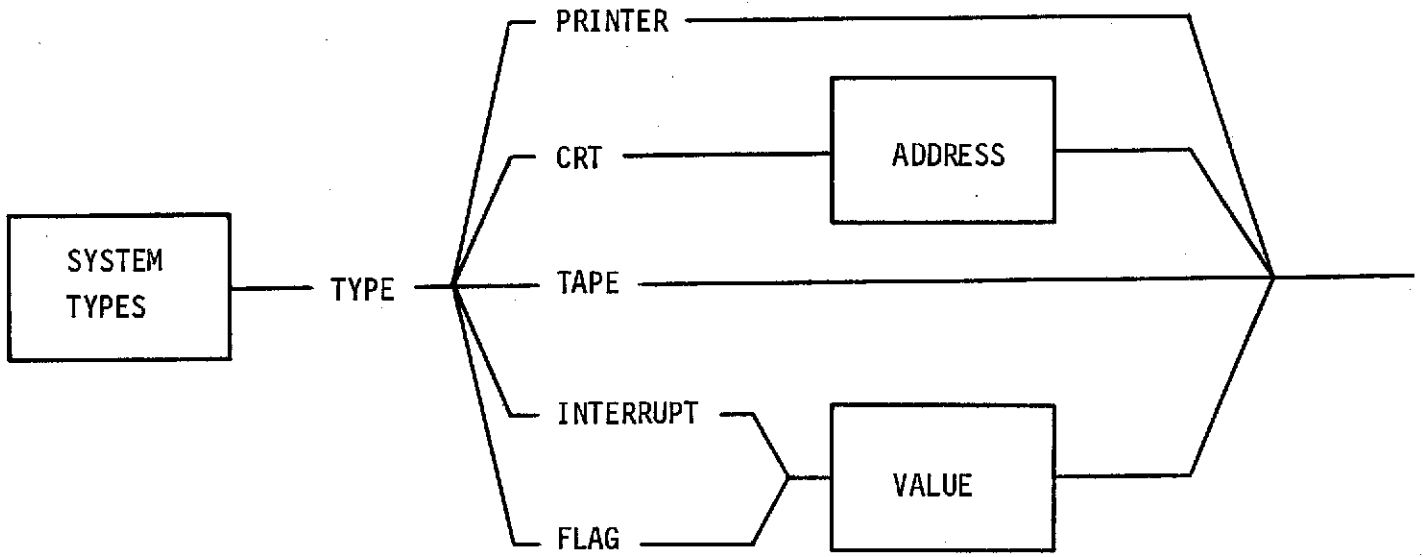 PRINTER
CRT
ADDRESS
SYSTEM
TYPES
TYPE
TAPE
INTERRUPT
VALUE
FLAG